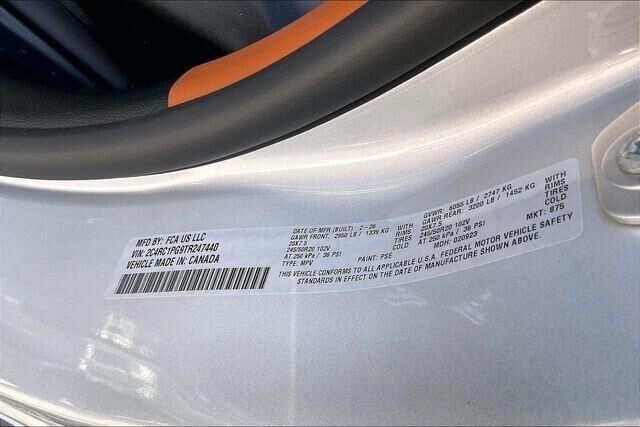 MFD BY: FCA US LLC
VIN: 2C4RC1PG9TR247440
VEHICLE MADE IN: CANADA
DATE OF MFR (BUILT): 2-26
GAWR FRONT: 2950 LB / 1339 KG
20X7.5
245/50R20 102V
AT 250 kPa / 36 PSI
TYPE: MPV
PAINT: PSE
GVWR: 6055 LB / 2747 KG
GAWR REAR: 3200 LB / 1452 KG
20X7.5
245/50R20 102V
AT 250 kPa / 36 PSI
MDH: 020923
MKT: 875
WITH RIMS COLD
WITH RIMS COLD
THIS VEHICLE CONFORMS TO ALL APPLICABLE U.S.A. FEDERAL MOTOR VEHICLE SAFETY
STANDARDS IN EFFECT ON THE DATE OF MANUFACTURE SHOWN ABOVE.